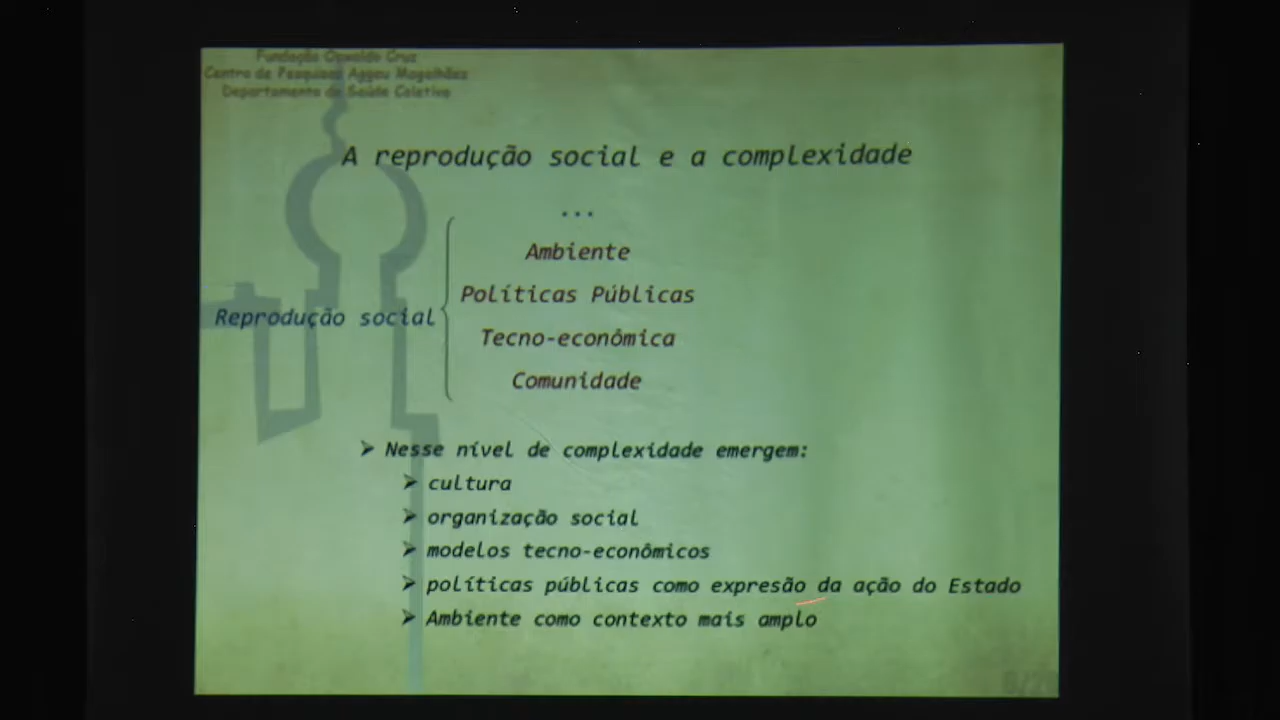 Fundação Oswaldo Cruz
Centro de Pesquisas Aggeu Magalhães
Departamento de Saúde Coletiva
A reprodução social e a complexidade
...
Ambiente
Políticas Públicas
Reprodução social
Tecno-econômica
Comunidade
➤ Nesse nível de complexidade emergem:
➤ cultura
➤ organização social
➤ modelos tecno-econômicos
➤ políticas públicas como expresão da ação do Estado
➤ Ambiente como contexto mais amplo